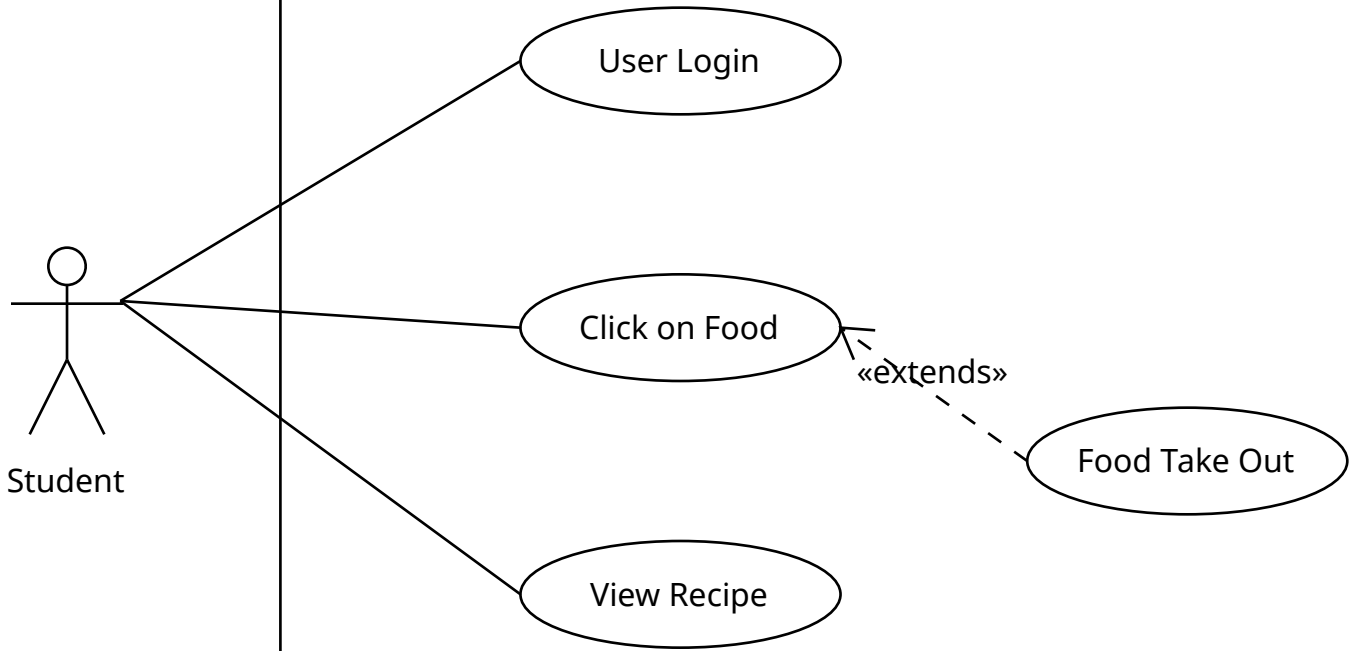 User Login
Click on Food
«extends»
Food Take Out
Student
View Recipe